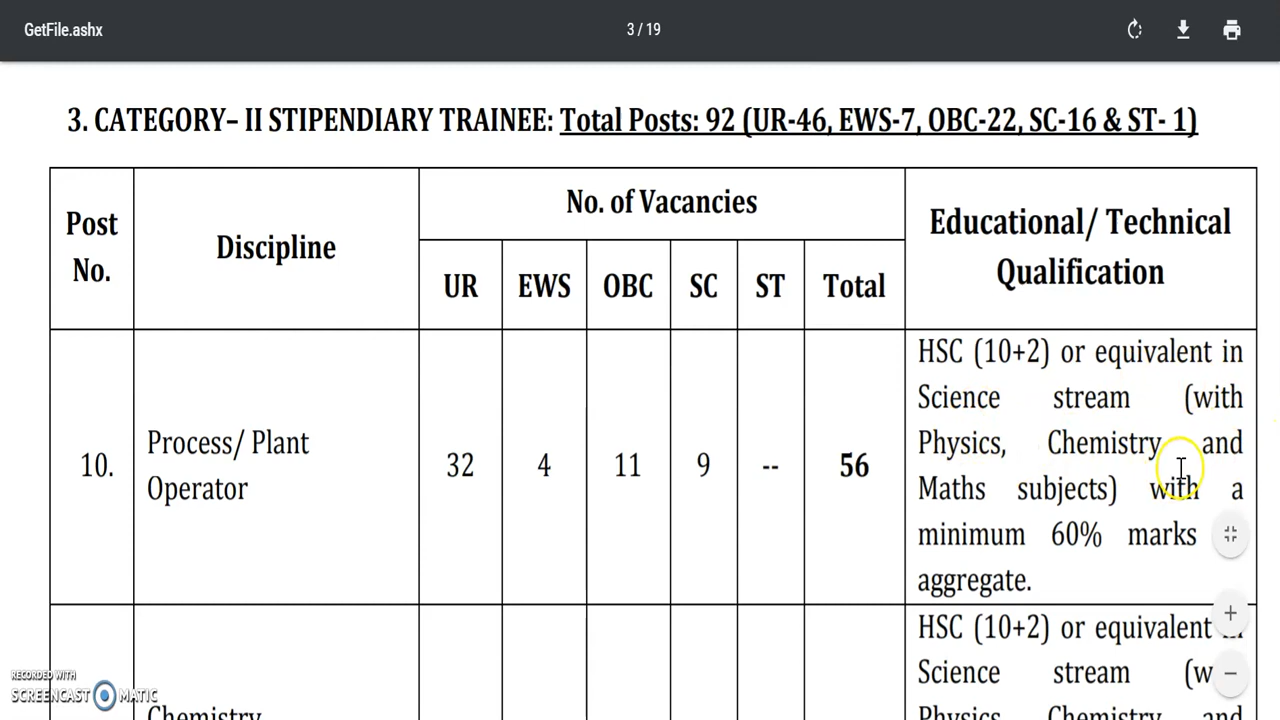 GetFile.ashx
3 / 19
3. CATEGORY– II STIPENDIARY TRAINEE: Total Posts: 92 (UR-46, EWS-7, OBC-22, SC-16 & ST- 1)
Post No.
Discipline
No. of Vacancies
UR EWS OBC SC ST Total
Educational/ Technical
Qualification
10.
Process/ Plant
Operator
32 4 11 9 -- 56
HSC (10+2) or equivalent in
Science stream (with
Physics, Chemistry and
Maths subjects) with a
minimum 60% marks
aggregate.
HSC (10+2) or equivalent
Science stream
Chemistry
Physics, Chemistry and
RECORDED WITH
SCREENCAST MATIC